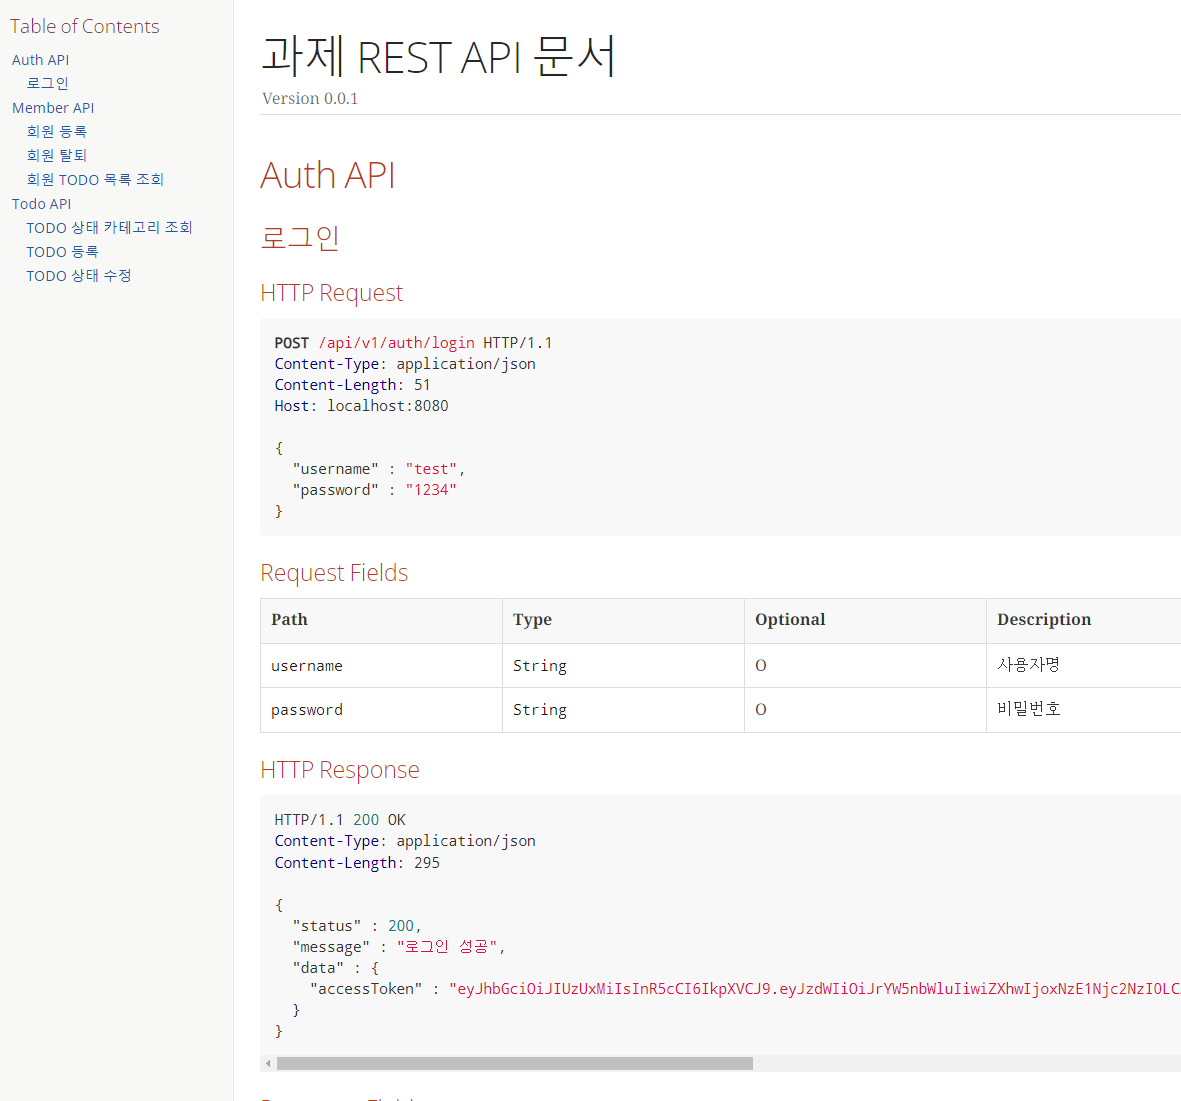 Table of Contents
Auth API
로그인
Member API
회원 등록
회원 탈퇴
회원 TODO 목록 조회
Todo API
TODO 상태 카테고리 조회
TODO 등록
TODO 상태 수정
과제 REST API 문서
Version 0.0.1
Auth API
로그인
HTTP Request
POST /api/v1/auth/login HTTP/1.1
Content-Type: application/json
Content-Length: 51
Host: localhost:8080
{
"username" : "test",
"password" : "1234"
}
Request Fields
Path Type Optional Description
username String O 사용자명
password String O 비밀번호
HTTP Response
HTTP/1.1 200 OK
Content-Type: application/json
Content-Length: 295
{
"status" : 200,
"message" : "로그인 성공",
"data" : {
"accessToken" : "eyJhbGciOiJIUzUxMiIsInR5cCI6IkpXVCJ9.eyJzdWIiOiJrYW5nbWluIiwiZXhwIjoxNzE1Njc2NzI0LC
}
}